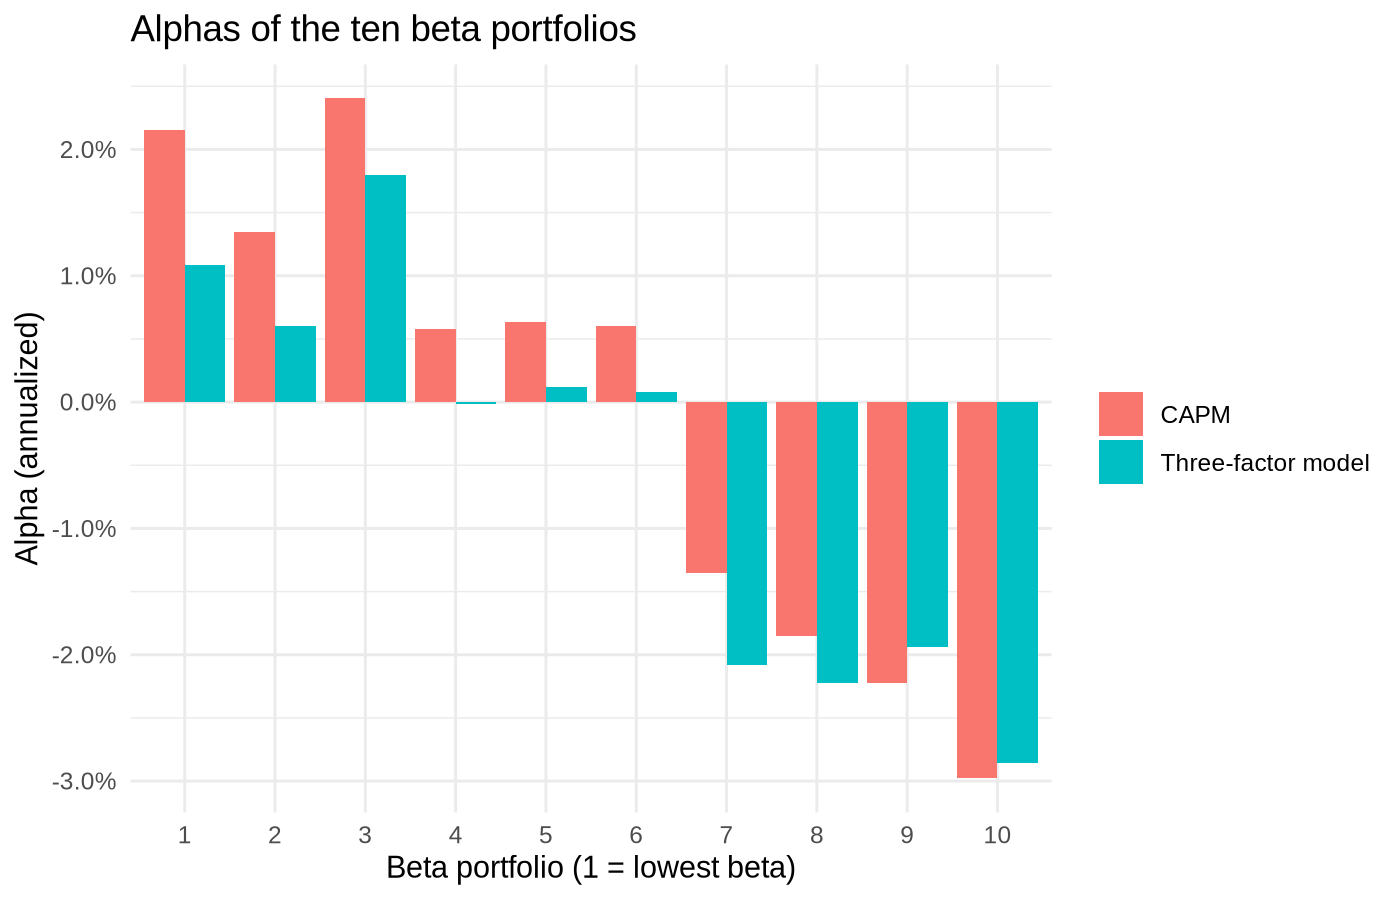 Alphas of the ten beta portfolios
2.0%
1.0%
0.0%
-1.0%
-2.0%
-3.0%
Alpha (annualized)
1 2 3 4 5 6 7 8 9 10
Beta portfolio (1 = lowest beta)
CAPM
Three-factor model